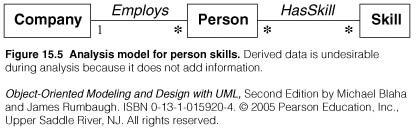 Employs HasSkill
Company Person Skill
1 * * *
Figure 15.5 Analysis model for person skills. Derived data is undesirable
during analysis because it does not add information.
Object-Oriented Modeling and Design with UML, Second Edition by Michael Blaha
and James Rumbaugh. ISBN 0-13-1-015920-4. © 2005 Pearson Education, Inc.,
Upper Saddle River, NJ. All rights reserved.